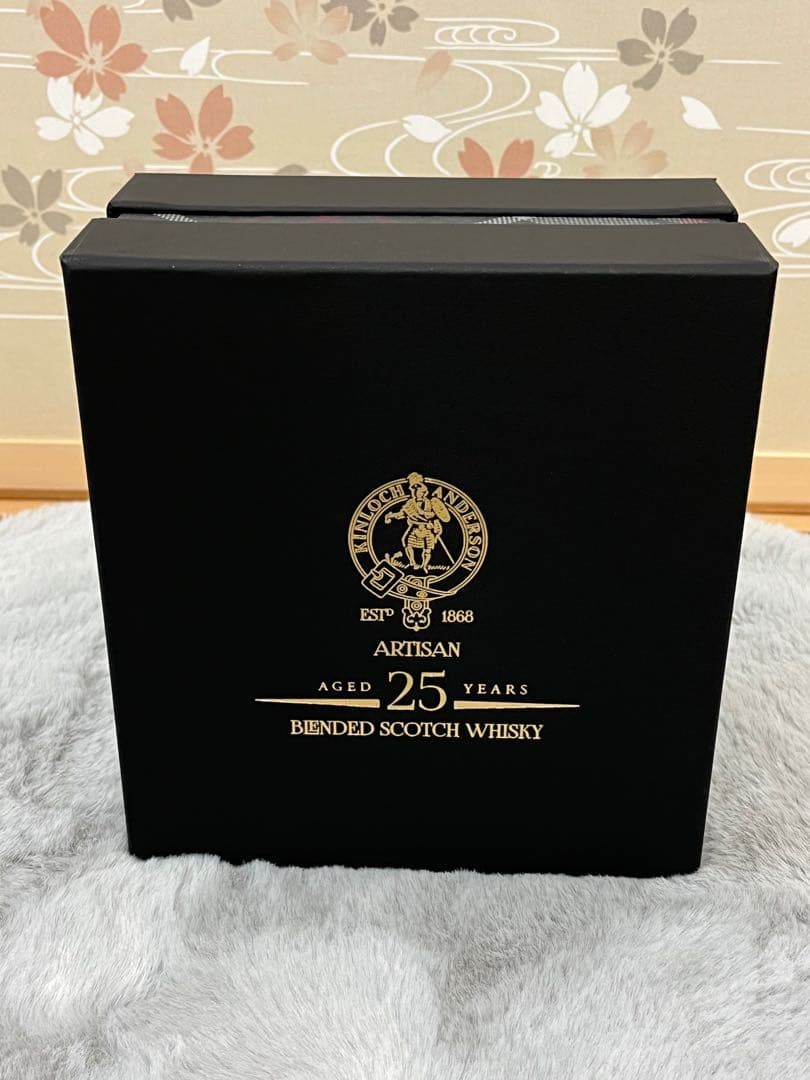 KINLOCH ANDERSON
ESTD 1868
ARTISAN
AGED 25 YEARS
BLENDED SCOTCH WHISKY